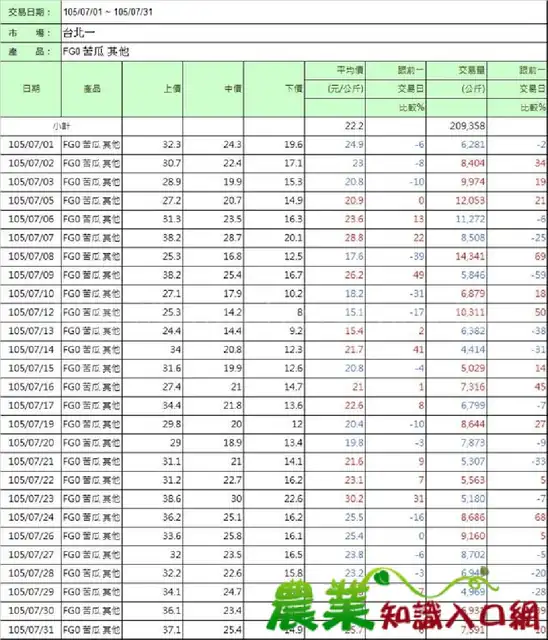 交易日期： 105/07/01 ~ 105/07/31
市 場： 台北一
產 品： FG0 苦瓜 其他
日期 產品 上價 中價 下價 平均價 (元/公斤) 跟前一交易日比較% 交易量 (公斤) 跟前一交易日比較%
小計 22.2 209,358
105/07/01 FG0 苦瓜 其他 32.3 24.3 19.6 24.9 -6 6,281 -2
105/07/02 FG0 苦瓜 其他 30.7 22.4 17.1 23 -8 8,404 34
105/07/03 FG0 苦瓜 其他 28.9 19.9 15.3 20.8 -10 9,974 19
105/07/05 FG0 苦瓜 其他 27.2 20.7 14.9 20.9 0 12,053 21
105/07/06 FG0 苦瓜 其他 31.3 23.5 16.3 23.6 13 11,272 -6
105/07/07 FG0 苦瓜 其他 38.2 28.7 20.1 28.8 22 8,508 -25
105/07/08 FG0 苦瓜 其他 25.3 16.8 12.5 17.6 -39 14,341 69
105/07/09 FG0 苦瓜 其他 38.2 25.4 16.7 26.2 49 5,846 -59
105/07/10 FG0 苦瓜 其他 27.1 17.9 10.2 18.2 -31 6,879 18
105/07/12 FG0 苦瓜 其他 25.3 14.2 8 15.1 -17 10,311 50
105/07/13 FG0 苦瓜 其他 24.4 14.4 9.2 15.4 2 6,382 -38
105/07/14 FG0 苦瓜 其他 34 20.8 12.3 21.7 41 4,414 -31
105/07/15 FG0 苦瓜 其他 31.6 19.9 12.6 20.8 -4 5,029 14
105/07/16 FG0 苦瓜 其他 27.4 21 14.7 21 1 7,316 45
105/07/17 FG0 苦瓜 其他 34.4 21.8 13.6 22.6 8 6,799 -7
105/07/19 FG0 苦瓜 其他 29.8 20 12 20.4 -10 8,644 27
105/07/20 FG0 苦瓜 其他 29 18.9 13.4 19.8 -3 7,873 -9
105/07/21 FG0 苦瓜 其他 31.1 21 14.1 21.6 9 5,307 -33
105/07/22 FG0 苦瓜 其他 31.2 22.7 16.2 23.1 7 5,563 5
105/07/23 FG0 苦瓜 其他 38.6 30 22.6 30.2 31 5,180 -7
105/07/24 FG0 苦瓜 其他 36.2 25.1 16.2 25.5 -16 8,686 68
105/07/26 FG0 苦瓜 其他 33.6 25.8 16.1 25.4 0 9,160 5
105/07/27 FG0 苦瓜 其他 32 23.5 16.5 23.8 -6 8,702 -5
105/07/28 FG0 苦瓜 其他 32.2 22.6 15.8 23.2 -3 -20
105/07/29 FG0 苦瓜 其他 34.1 24.7 4,969 -28
105/07/30 FG0 苦瓜 其他 36.1 23.4
105/07/31 FG0 苦瓜 其他 37.1 25.4 14.9 25.7 7,591
農業知識入口網